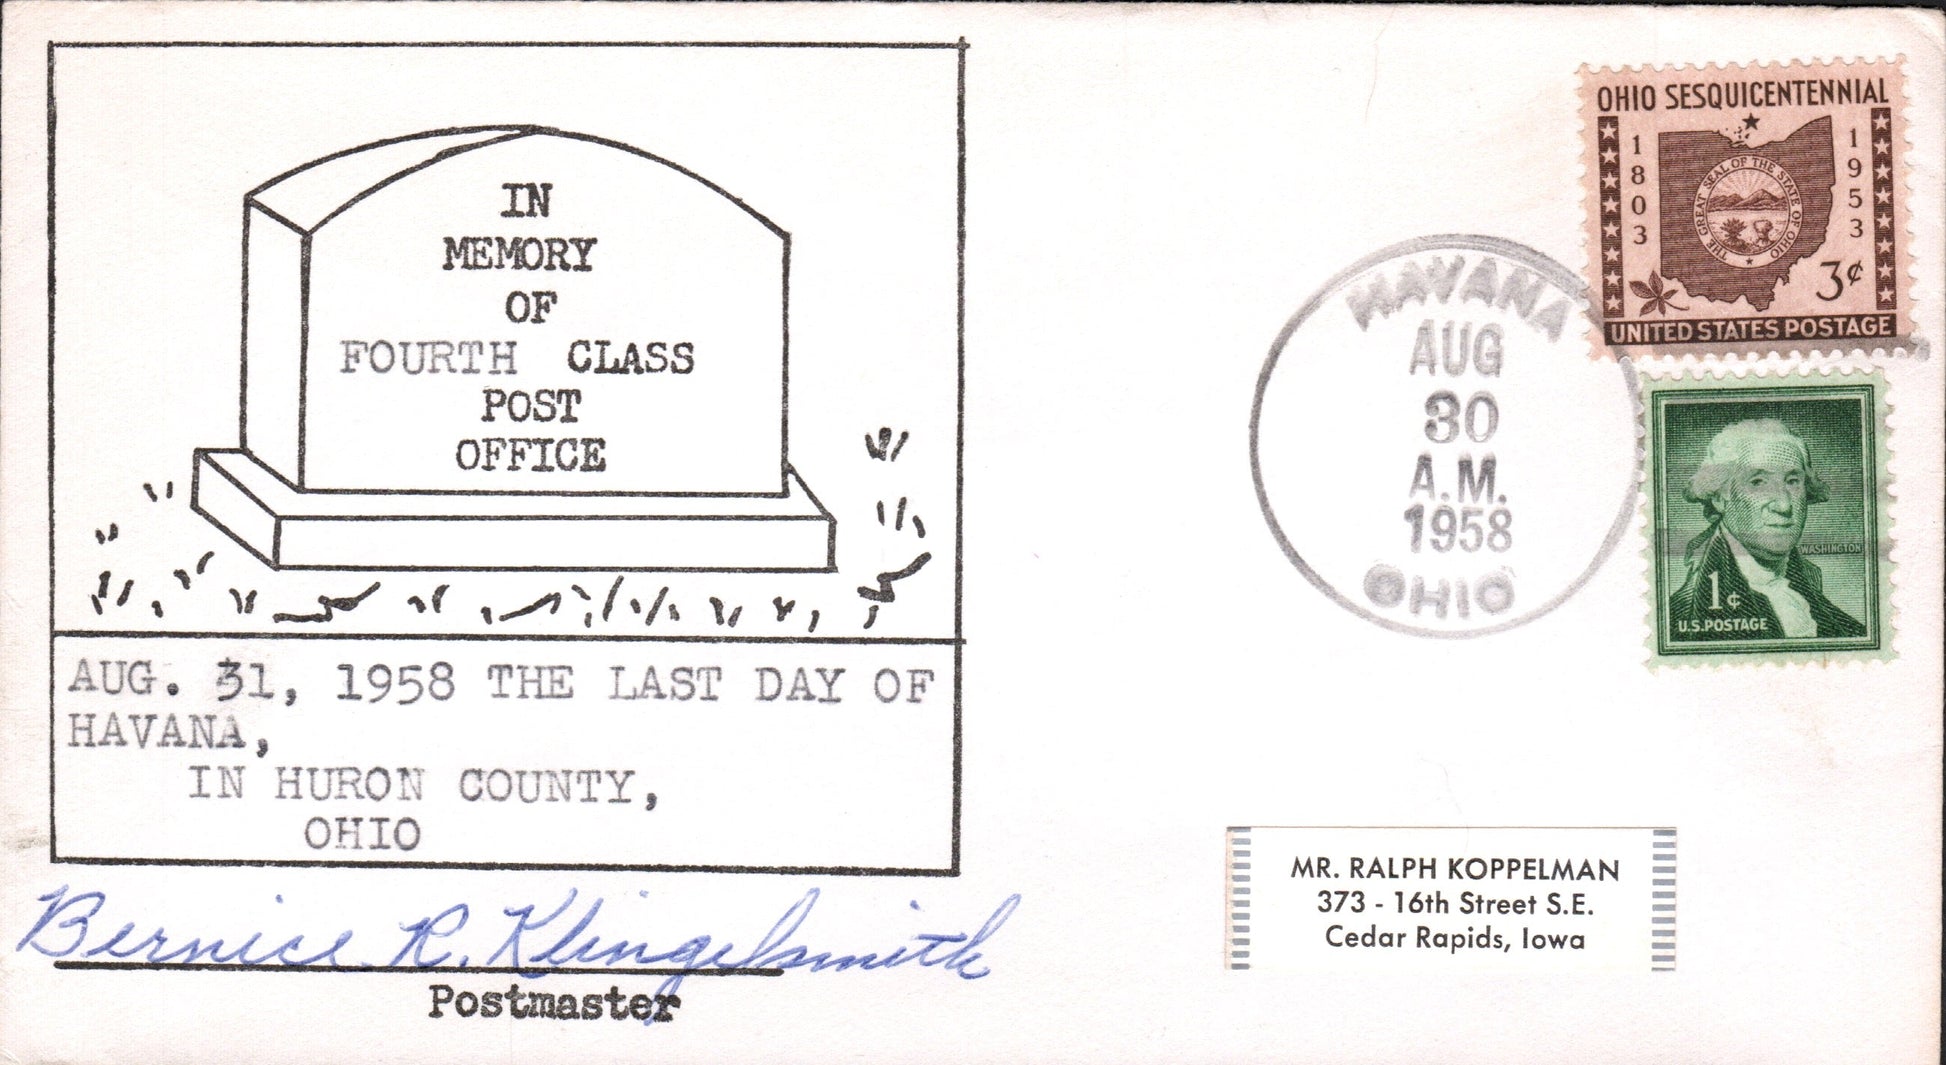 IN
MEMORY
OF
FOURTH CLASS
POST
OFFICE
AUG. 31, 1958 THE LAST DAY OF
HAVANA,
IN HURON COUNTY,
OHIO
Bernice R. Klingelsmith
Postmaster
HAVANA
AUG
30
A.M.
1958
OHIO
OHIO SESQUICENTENNIAL
1803
1953
THE GREAT SEAL OF THE STATE OF OHIO
3¢
UNITED STATES POSTAGE
WASHINGTON
1¢
U.S. POSTAGE
MR. RALPH KOPPELMAN
373 - 16th Street S.E.
Cedar Rapids, Iowa